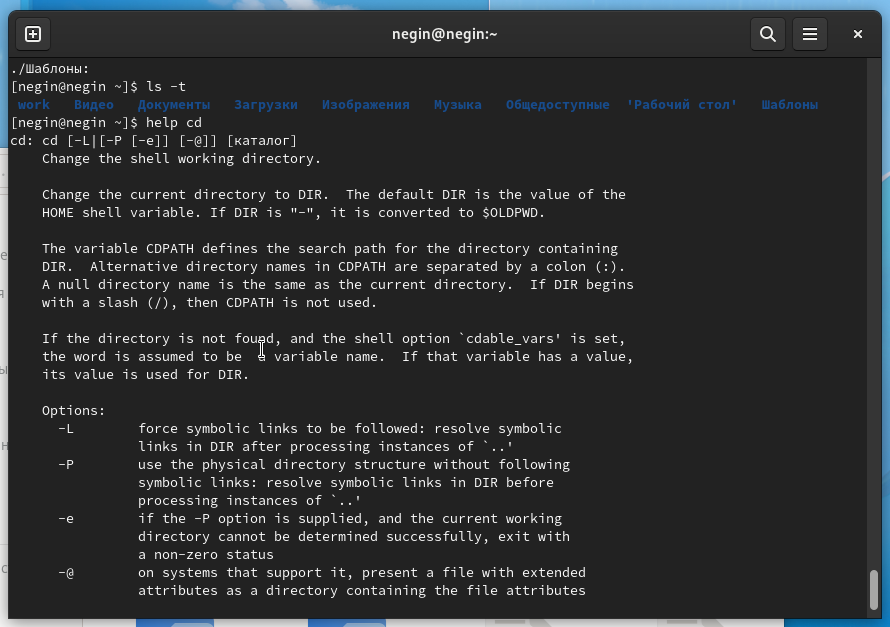 negin@negin:~
./Шаблоны:
[negin@negin ~]$ ls -t
work   Видео   Документы   Загрузки   Изображения   Музыка   Общедоступные  'Рабочий стол'   Шаблоны
[negin@negin ~]$ help cd
cd: cd [-L|[-P [-e]] [-@]] [каталог]
    Change the shell working directory.

    Change the current directory to DIR.  The default DIR is the value of the
    HOME shell variable. If DIR is "-", it is converted to $OLDPWD.

    The variable CDPATH defines the search path for the directory containing
    DIR.  Alternative directory names in CDPATH are separated by a colon (:).
    A null directory name is the same as the current directory.  If DIR begins
    with a slash (/), then CDPATH is not used.

    If the directory is not found, and the shell option `cdable_vars' is set,
    the word is assumed to be  a variable name.  If that variable has a value,
    its value is used for DIR.

    Options:
      -L        force symbolic links to be followed: resolve symbolic
                links in DIR after processing instances of `..'
      -P        use the physical directory structure without following
                symbolic links: resolve symbolic links in DIR before
                processing instances of `..'
      -e        if the -P option is supplied, and the current working
                directory cannot be determined successfully, exit with
                a non-zero status
      -@        on systems that support it, present a file with extended
                attributes as a directory containing the file attributes